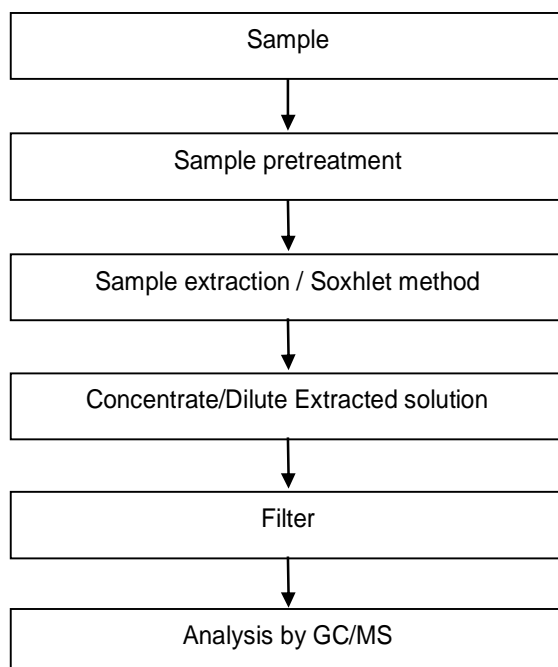 Sample
Sample pretreatment
Sample extraction / Soxhlet method
Concentrate/Dilute Extracted solution
Filter
Analysis by GC/MS